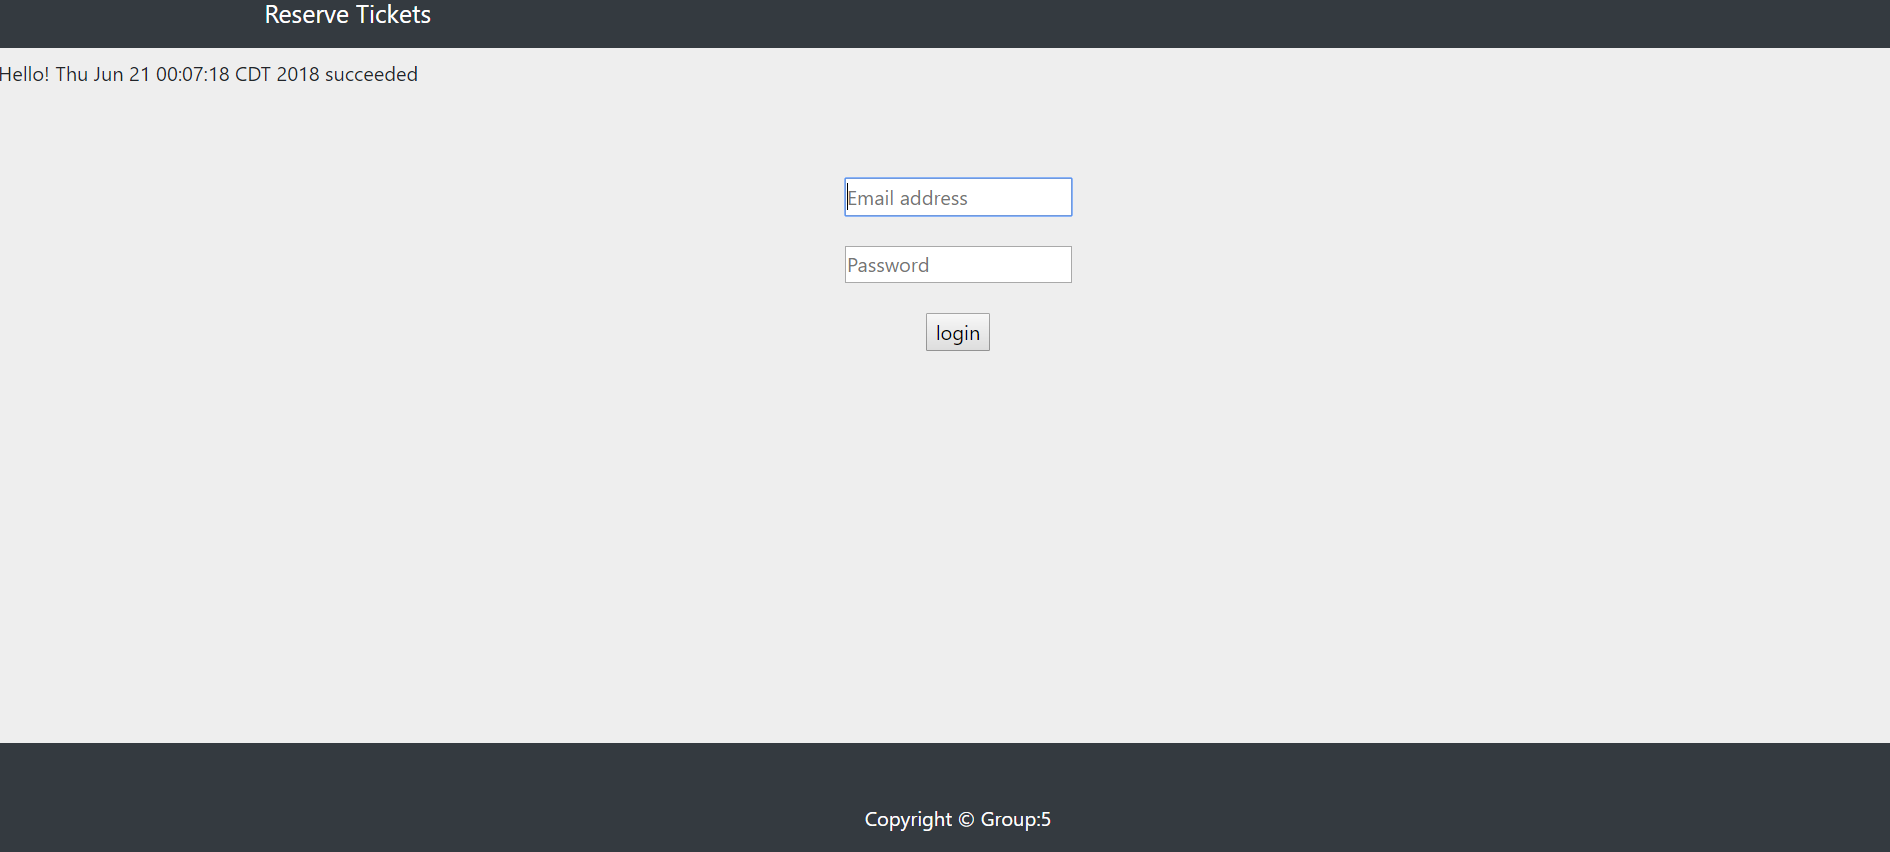 Reserve Tickets
Hello! Thu Jun 21 00:07:18 CDT 2018 succeeded
Email address
Password
login
Copyright © Group:5